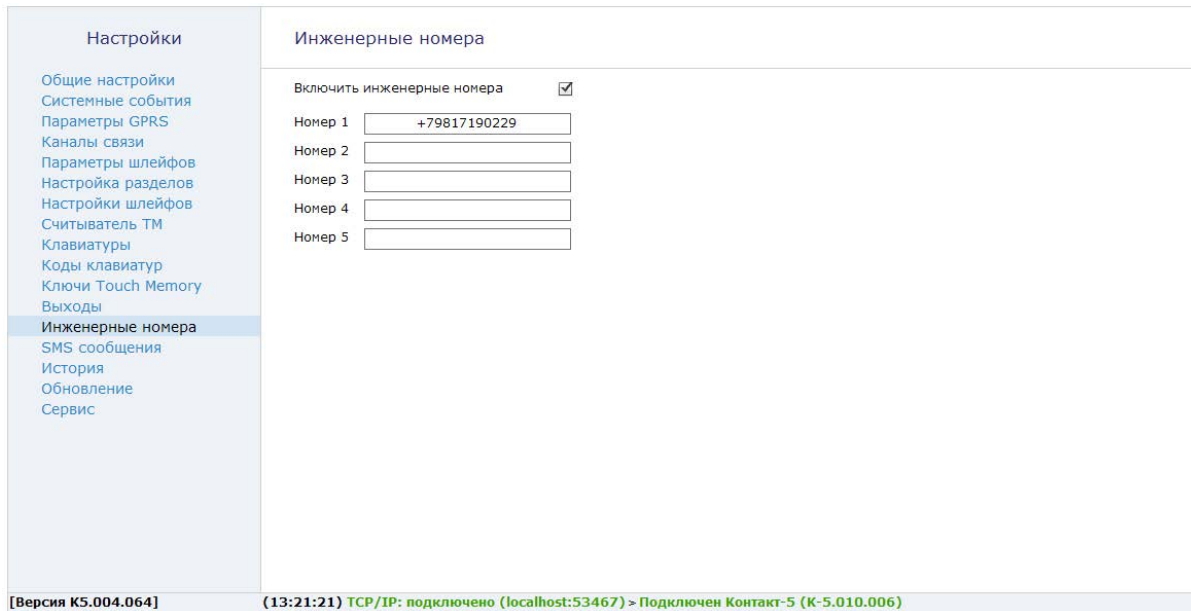 Настройки
Общие настройки
Системные события
Параметры GPRS
Каналы связи
Параметры шлейфов
Настройка разделов
Настройки шлейфов
Считыватель ТМ
Клавиатуры
Коды клавиатур
Ключи Touch Memory
Выходы
Инженерные номера
SMS сообщения
История
Обновление
Сервис
Инженерные номера
Включить инженерные номера
Номер 1 +79817190229
Номер 2
Номер 3
Номер 4
Номер 5
[Версия K5.004.064] (13:21:21) TCP/IP: подключено (localhost:53467) > Подключен Контакт-5 (K-5.010.006)